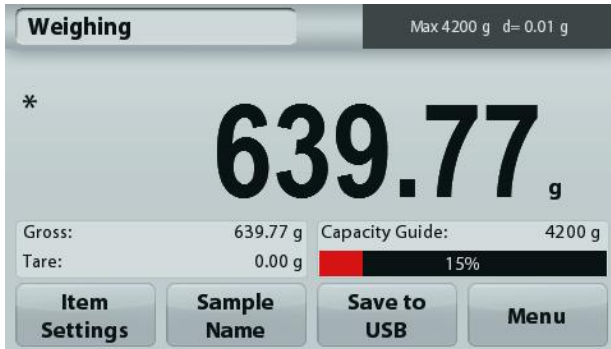 Weighing
Max 4200 g d= 0.01 g
*
639.77 g
Gross: 639.77 g
Tare: 0.00 g
Capacity Guide: 4200 g
15%
Item Settings
Sample Name
Save to USB
Menu